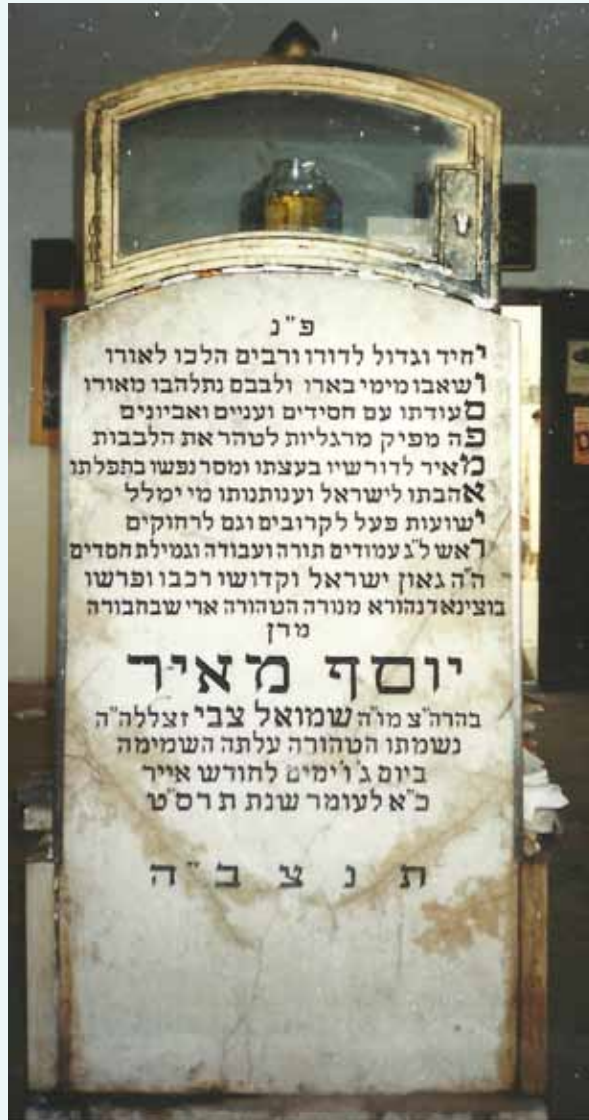 פ"נ
יחיד וגדול לדודו ורבים הלכו לאורו
ושאבו מימי בארו ולבבם נתלהבו מאורו
סעודתו עם חסידים ועניים ואביונים
פה מפיק מרגליות לטהר את הלבבות
מאיר לדורשיו בעצתו ומסר נפשו בתפלתו
אהבתו לישראל וענותנותו מי ימלל
ישועות פעל לקרובים וגם לרחוקים
ראש ל"ג עמודים תורה ועבודה וגמילת חסדים
ה"ה גאון ישראל וקדושו רכבו ופרשו
בוצינא דנהורא מנורה הטהורה ארי שבחבורה
מרן
יוסף מאיר
בהרה"צ מו"ה שמואל צבי זצללה"ה
נשמתו הטהורה עלתה השמימה
ביום ג' ו' ימים לחודש אייר
כ"א לעומר שנת תרס"ט
ת נ צ ב "ה